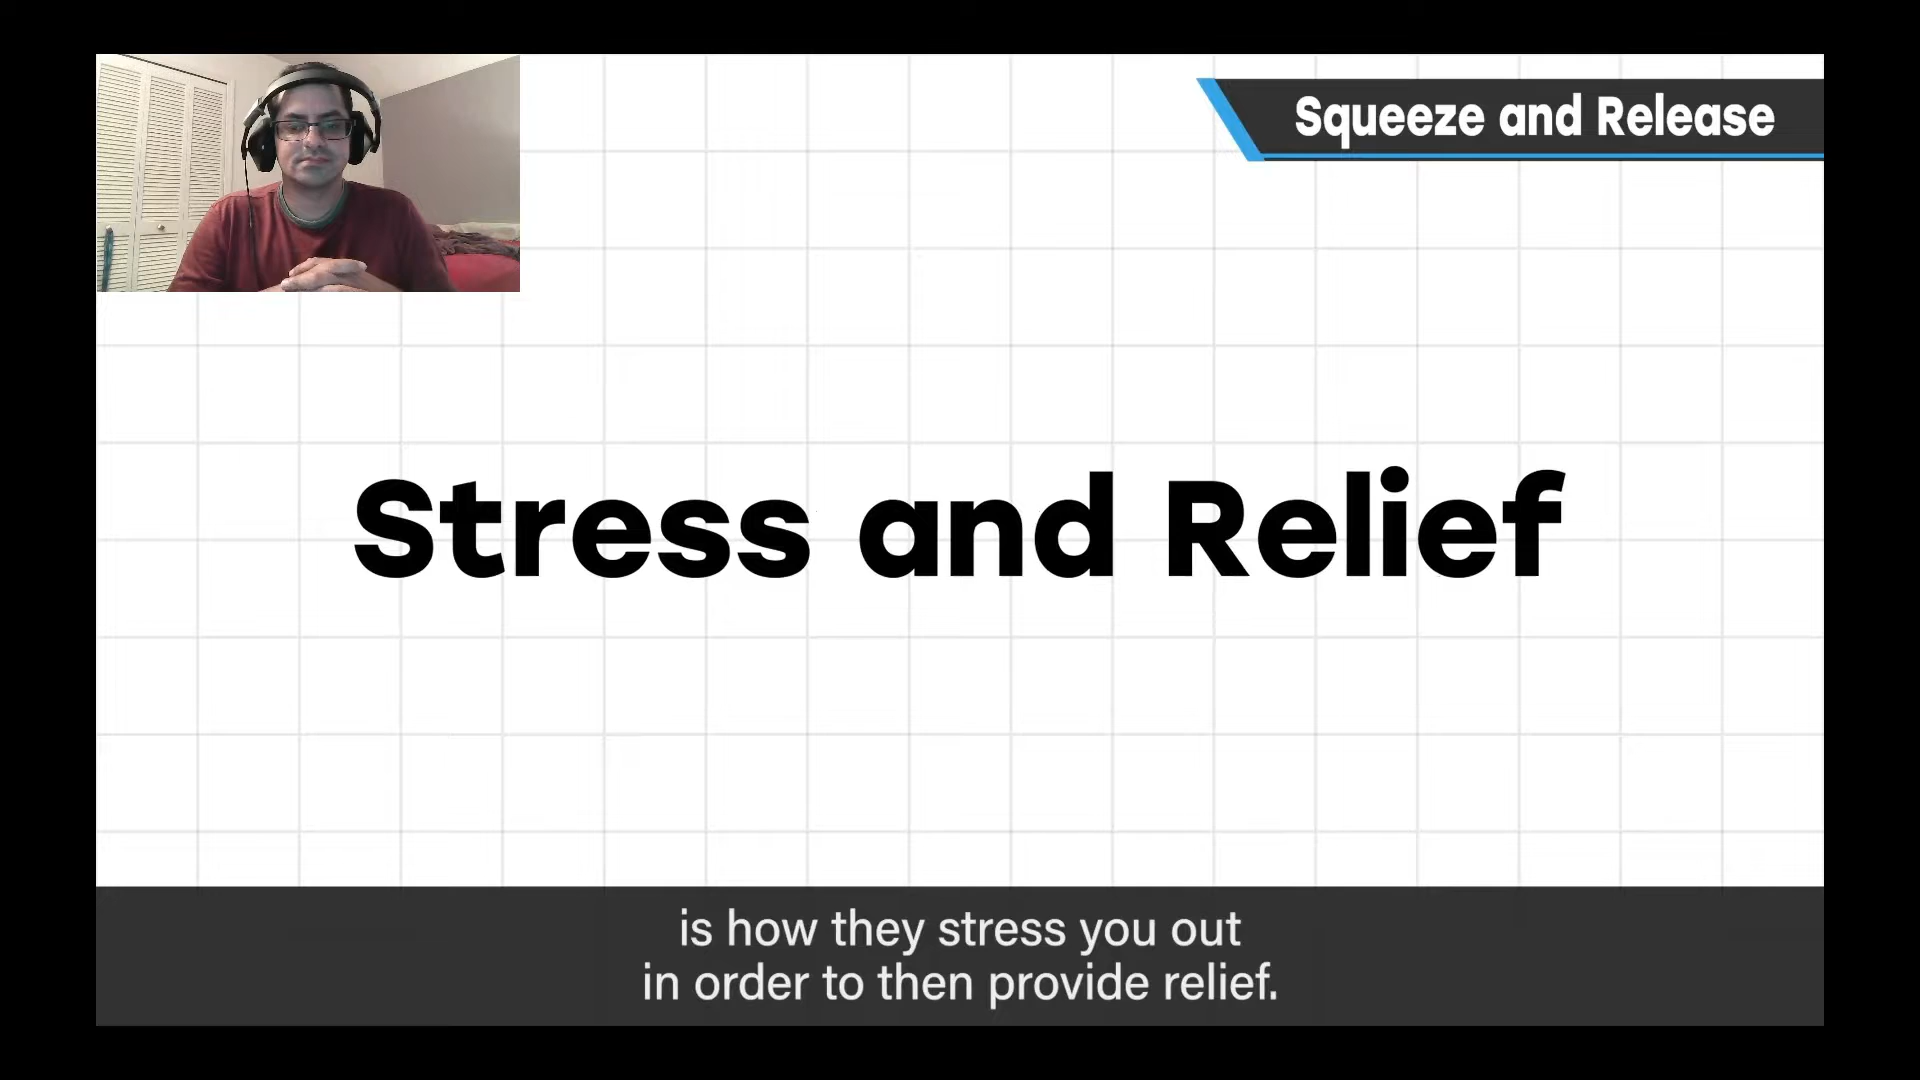 Squeeze and Release
Stress and Relief
is how they stress you out
in order to then provide relief.